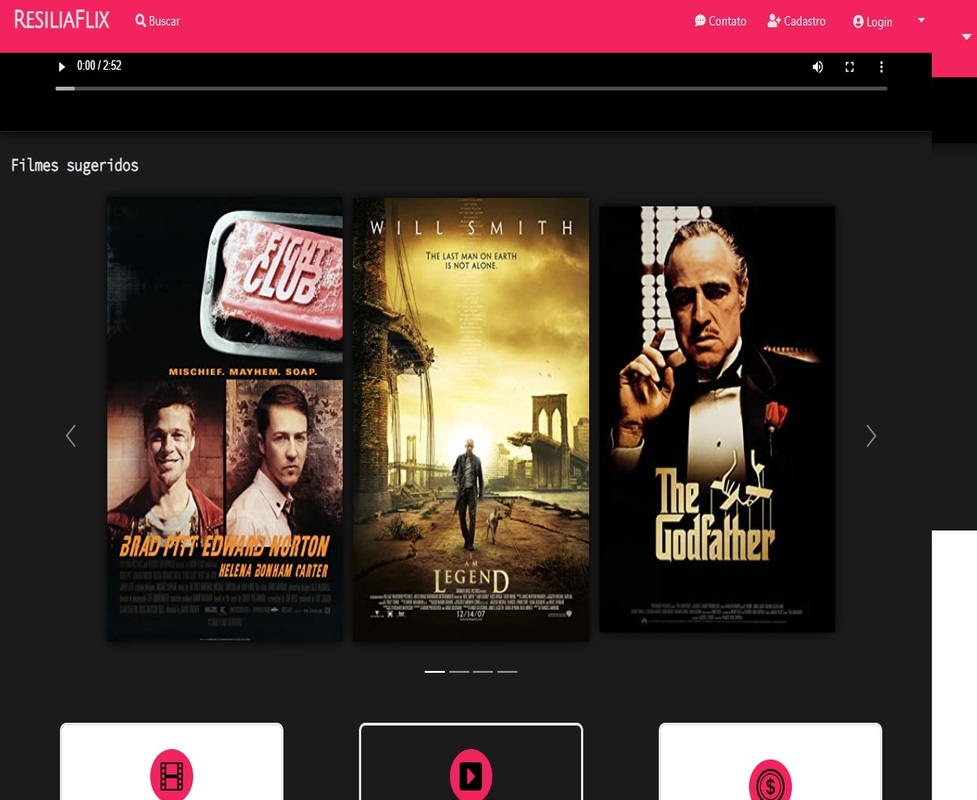 RESILIAFLIX
Buscar
Contato
Cadastro
Login
0:00 / 2:52
Filmes sugeridos
FIGHT
CLUB
MISCHIEF. MAYHEM. SOAP.
BRAD PITT EDWARD NORTON
HELENA BONHAM CARTER
WILL SMITH
THE LAST MAN ON EARTH
IS NOT ALONE.
I AM
LEGEND
12/14/07
The
Godfather
$